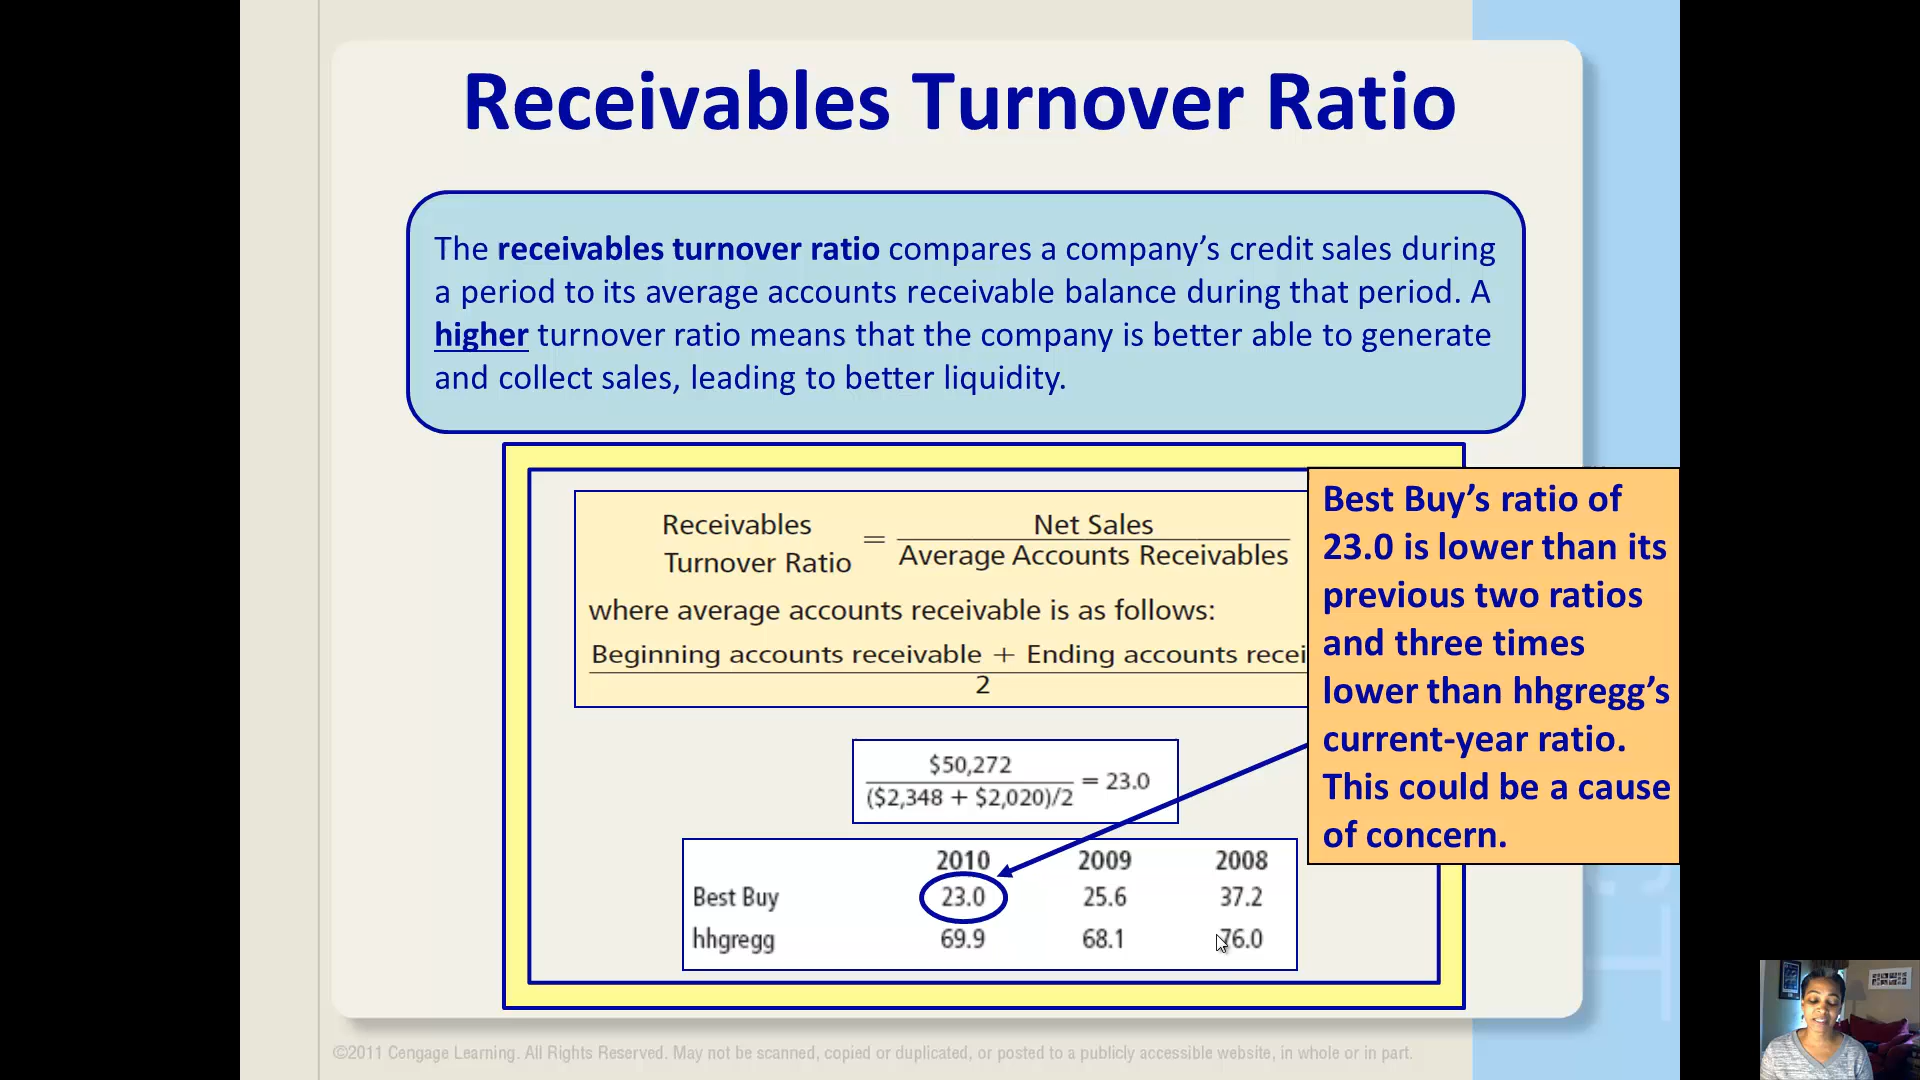 Receivables Turnover Ratio
The receivables turnover ratio compares a company’s credit sales during
a period to its average accounts receivable balance during that period. A
higher turnover ratio means that the company is better able to generate
and collect sales, leading to better liquidity.
Receivables
Turnover Ratio
=
Net Sales
Average Accounts Receivables
where average accounts receivable is as follows:
Beginning accounts receivable + Ending accounts recei
2
Best Buy’s ratio of
23.0 is lower than its
previous two ratios
and three times
lower than hhgregg’s
current-year ratio.
This could be a cause
of concern.
$50,272
($2,348 + $2,020)/2
= 23.0
2010 2009 2008
Best Buy 23.0 25.6 37.2
hhgregg 69.9 68.1 76.0
©2011 Cengage Learning. All Rights Reserved. May not be scanned, copied or duplicated, or posted to a publicly accessible website, in whole or in part.